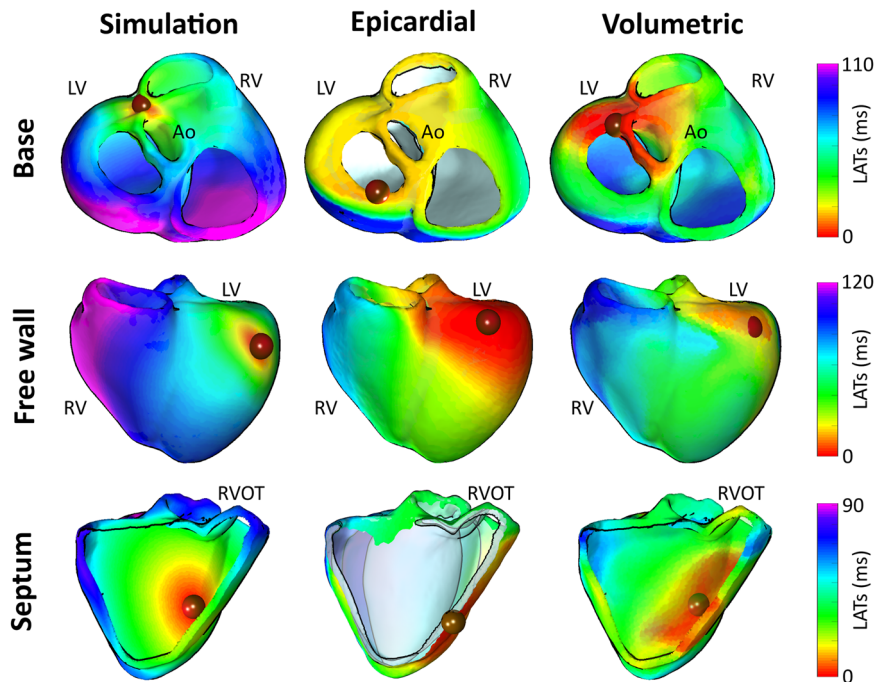 Simulation Epicardial Volumetric
Base
LV RV Ao
LV RV Ao
LV RV Ao
110
LATs (ms)
0
Free wall
LV
RV
LV
RV
LV
RV
120
LATs (ms)
0
Septum
RVOT
RVOT
RVOT
90
LATs (ms)
0